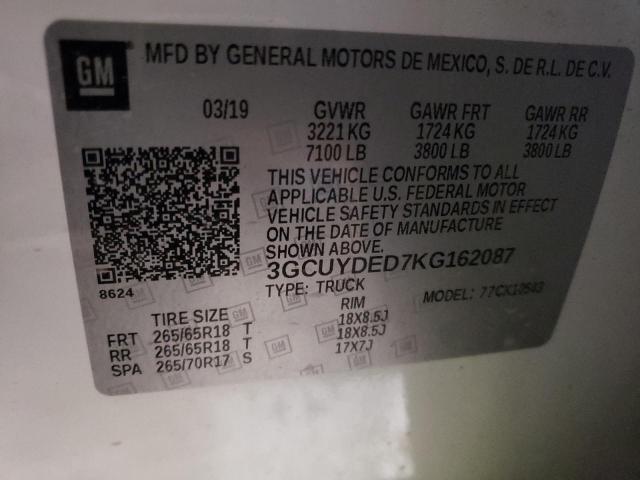 GM
MFD BY GENERAL MOTORS DE MEXICO, S. DE R.L. DE C.V.
03/19 GVWR GAWR FRT GAWR RR
3221 KG 1724 KG 1724 KG
7100 LB 3800 LB 3800 LB
THIS VEHICLE CONFORMS TO ALL
APPLICABLE U.S. FEDERAL MOTOR
VEHICLE SAFETY STANDARDS IN EFFECT
ON THE DATE OF MANUFACTURE
SHOWN ABOVE.
3GCUYDED7KG162087
8624
TYPE: TRUCK MODEL:
TIRE SIZE RIM
FRT 265/65R18 T 18X8.5J
RR 265/65R18 T 18X8.5J
SPA 265/70R17 S 17X7J